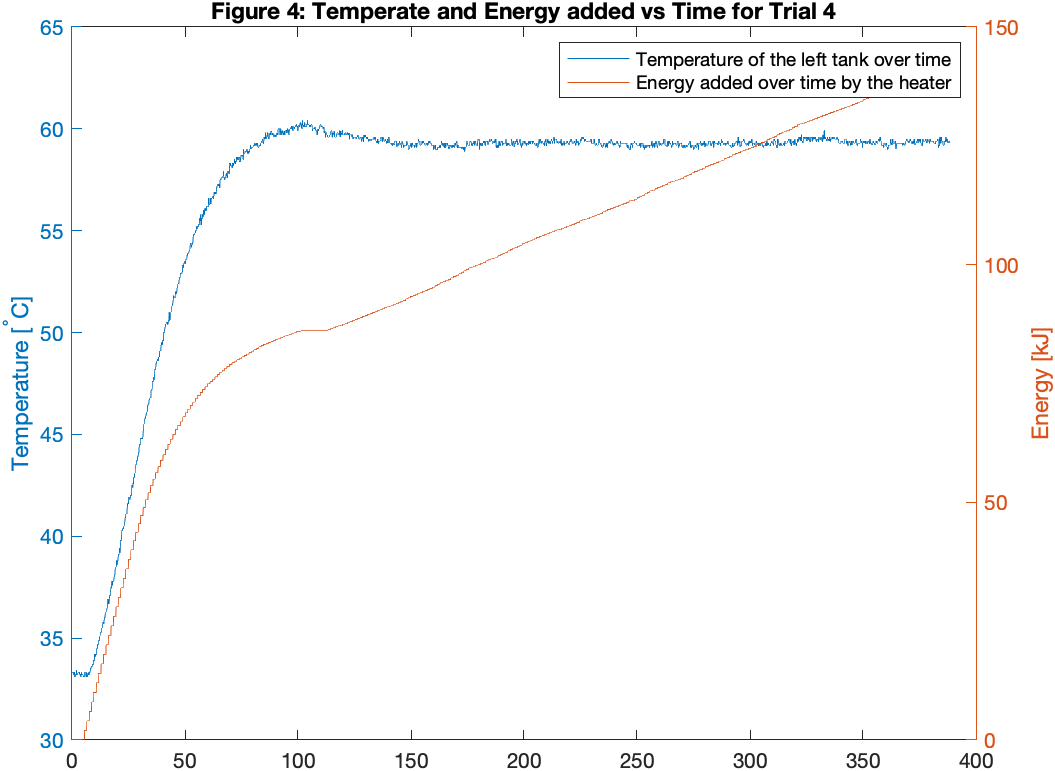 Figure 4: Temperate and Energy added vs Time for Trial 4
Temperature of the left tank over time
Energy added over time by the heater
65
60
55
50
45
40
35
30
Temperature [°C]
150
100
50
0
Energy [kJ]
0 50 100 150 200 250 300 350 400